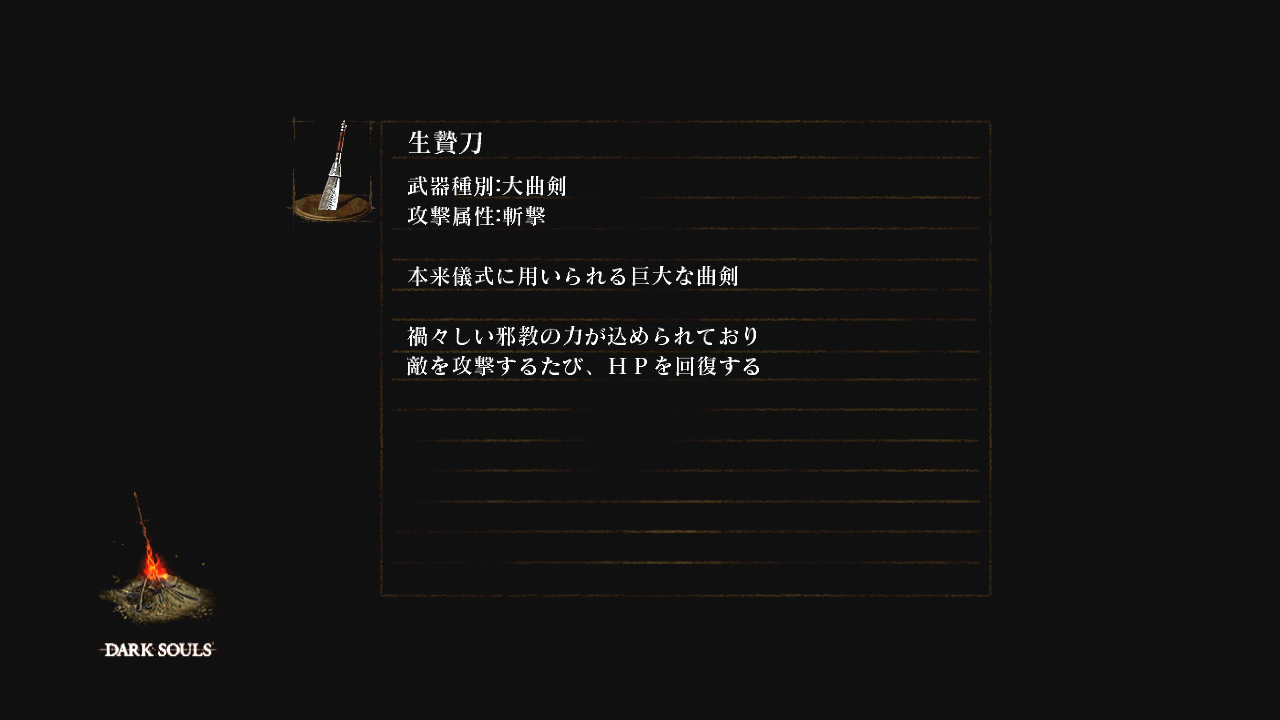 生贄刀
武器種別:大曲剣
攻撃属性:斬撃
本来儀式に用いられる巨大な曲剣
禍々しい邪教の力が込められており
敵を攻撃するたび、ＨＰを回復する
DARK SOULS